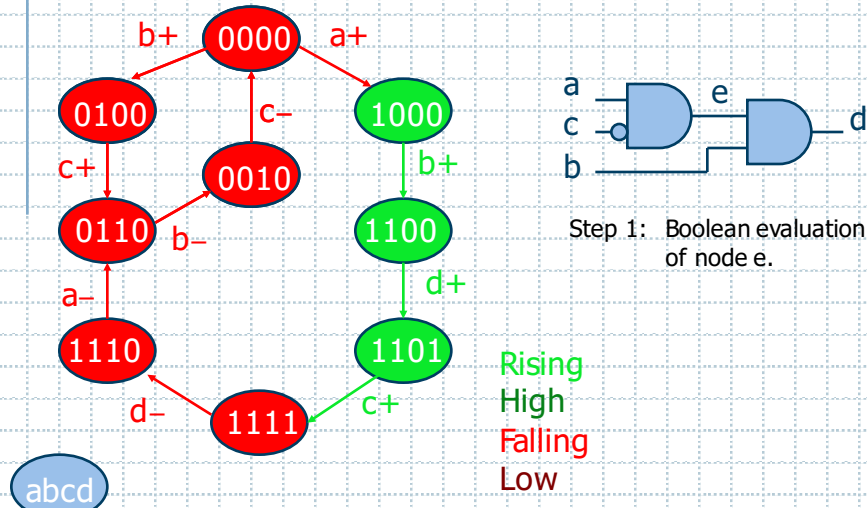 b+
0000
a+
0100
1000
c–
c+
0010
b+
0110
b–
1100
a–
d+
1110
1101
d–
1111
c+
abcd
a
e
c
d
b
Step 1: Boolean evaluation
of node e.
Rising
High
Falling
Low